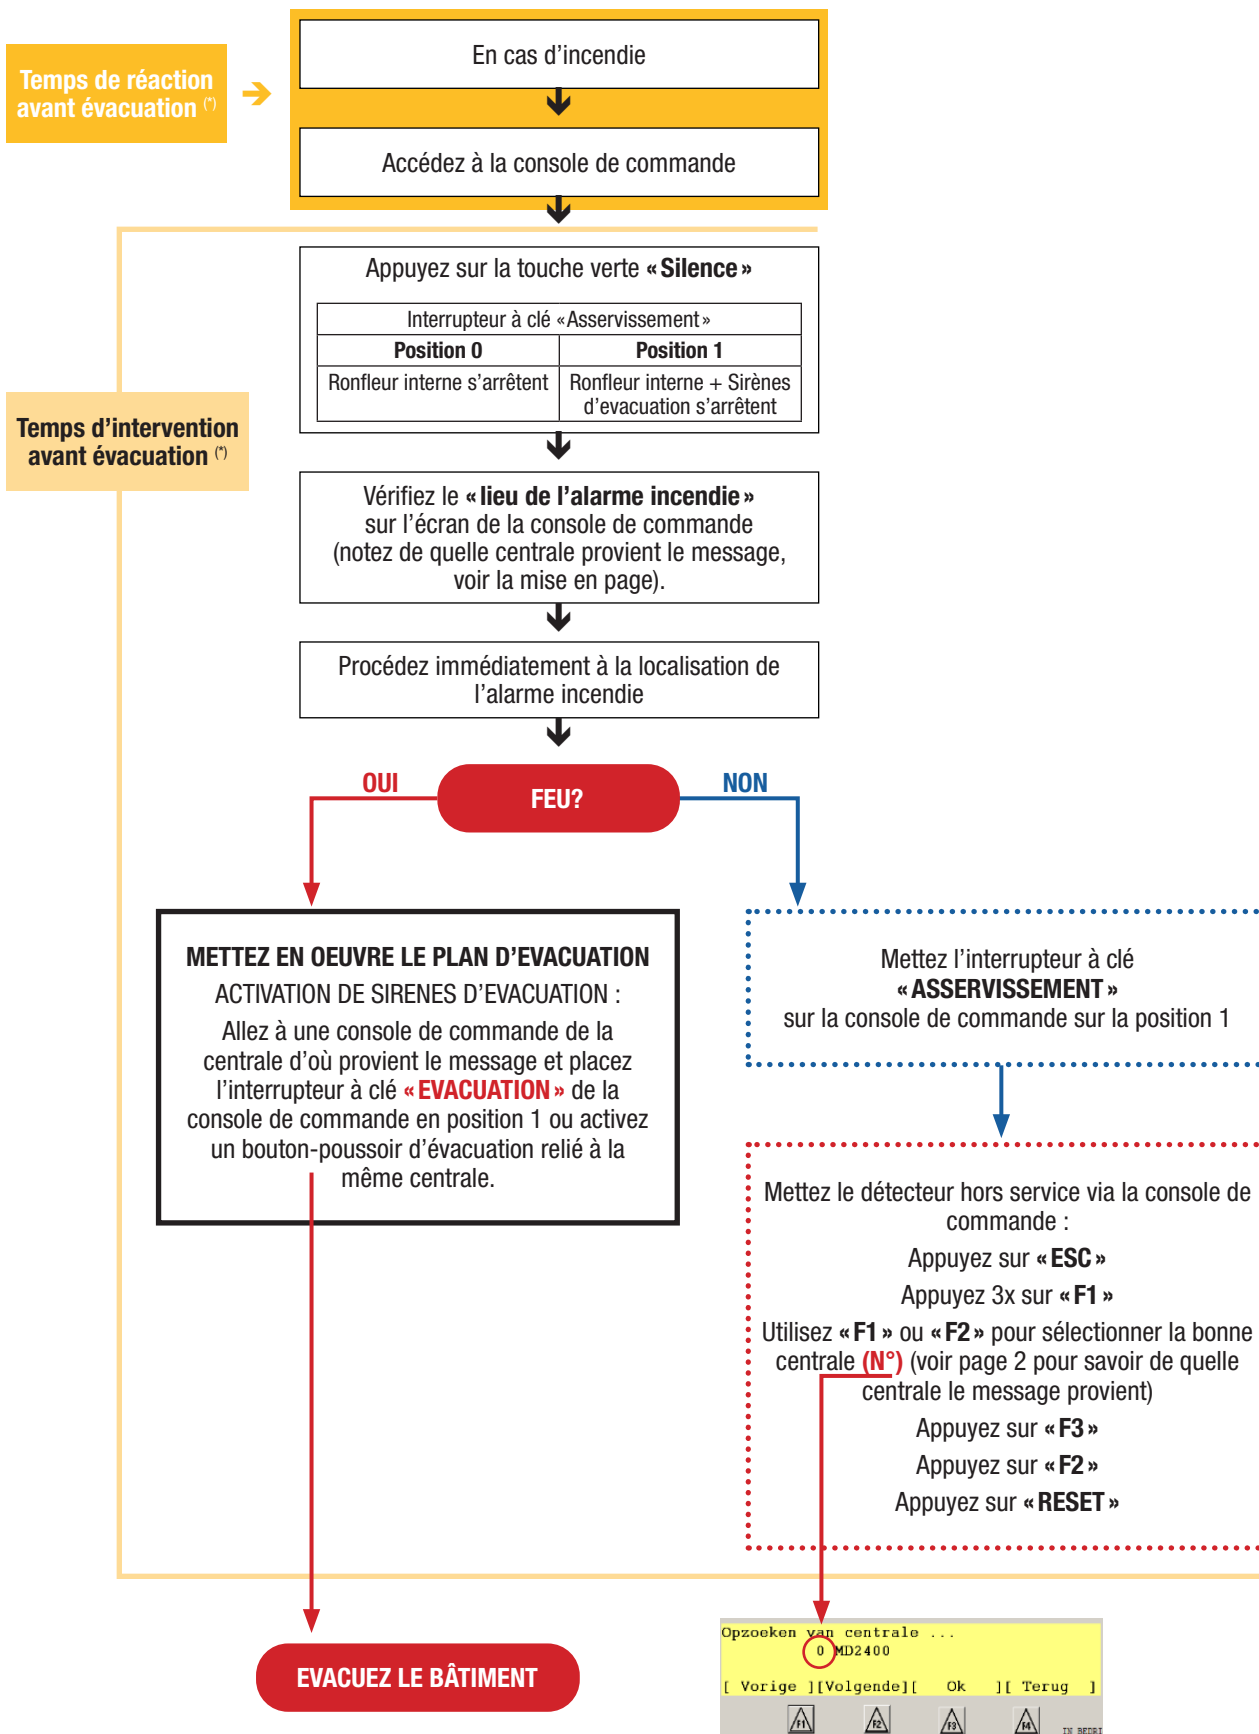 En cas d'incendie
Temps de réaction
avant évacuation (*)
Accédez à la console de commande
Appuyez sur la touche verte «Silence»
Interrupteur à clé «Asservissement»
Position 0
Position 1
Ronfleur interne s'arrêtent
Ronfleur interne + Sirènes
d'evacuation s'arrêtent
Temps d'intervention
avant évacuation (*)
Vérifiez le «lieu de l'alarme incendie»
sur l'écran de la console de commande
(notez de quelle centrale provient le message,
voir la mise en page).
Procédez immédiatement à la localisation de
l'alarme incendie
OUI
FEU?
NON
METTEZ EN OEUVRE LE PLAN D'EVACUATION
ACTIVATION DE SIRENES D'EVACUATION :
Allez à une console de commande de la
centrale d'où provient le message et placez
l'interrupteur à clé «EVACUATION» de la
console de commande en position 1 ou activez
un bouton-poussoir d'évacuation relié à la
même centrale.
Mettez l'interrupteur à clé
«ASSERVISSEMENT»
sur la console de commande sur la position 1
Mettez le détecteur hors service via la console de
commande :
Appuyez sur «ESC»
Appuyez 3x sur «F1»
Utilisez «F1» ou «F2» pour sélectionner la bonne
centrale (N°) (voir page 2 pour savoir de quelle
centrale le message provient)
Appuyez sur «F3»
Appuyez sur «F2»
Appuyez sur «RESET»
EVACUEZ LE BÂTIMENT
Opzoeken van centrale ...
0 MD2400
[ Vorige ][Volgende][ Ok ][ Terug ]
F1 F2 F3 F4
IN BEDRI